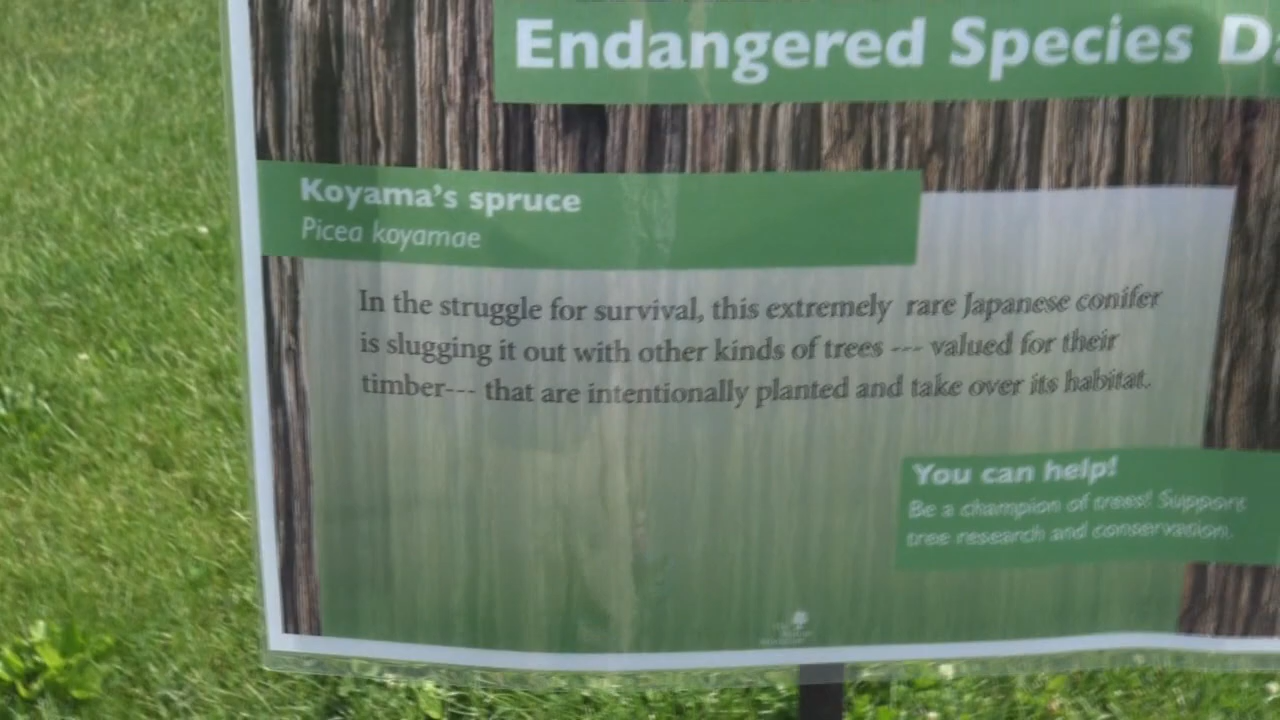 Endangered Species
Koyama's spruce
Picea koyamae
In the struggle for survival, this extremely rare Japanese conifer
is slugging it out with other kinds of trees --- valued for their
timber--- that are intentionally planted and take over its habitat.
You can help!
Be a champion of trees! Support
tree research and conservation.